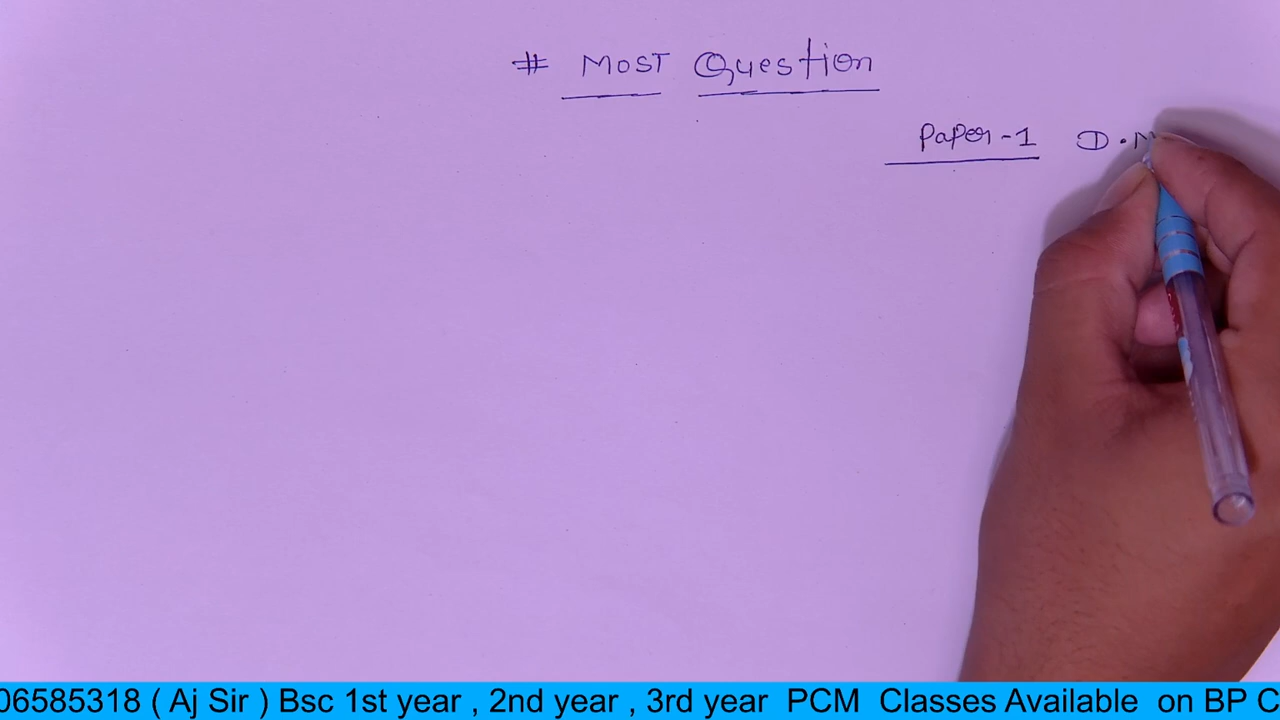 # MOST Question
Paper-1 D.M
06585318 ( Aj Sir ) Bsc 1st year , 2nd year , 3rd year PCM Classes Available on BP C